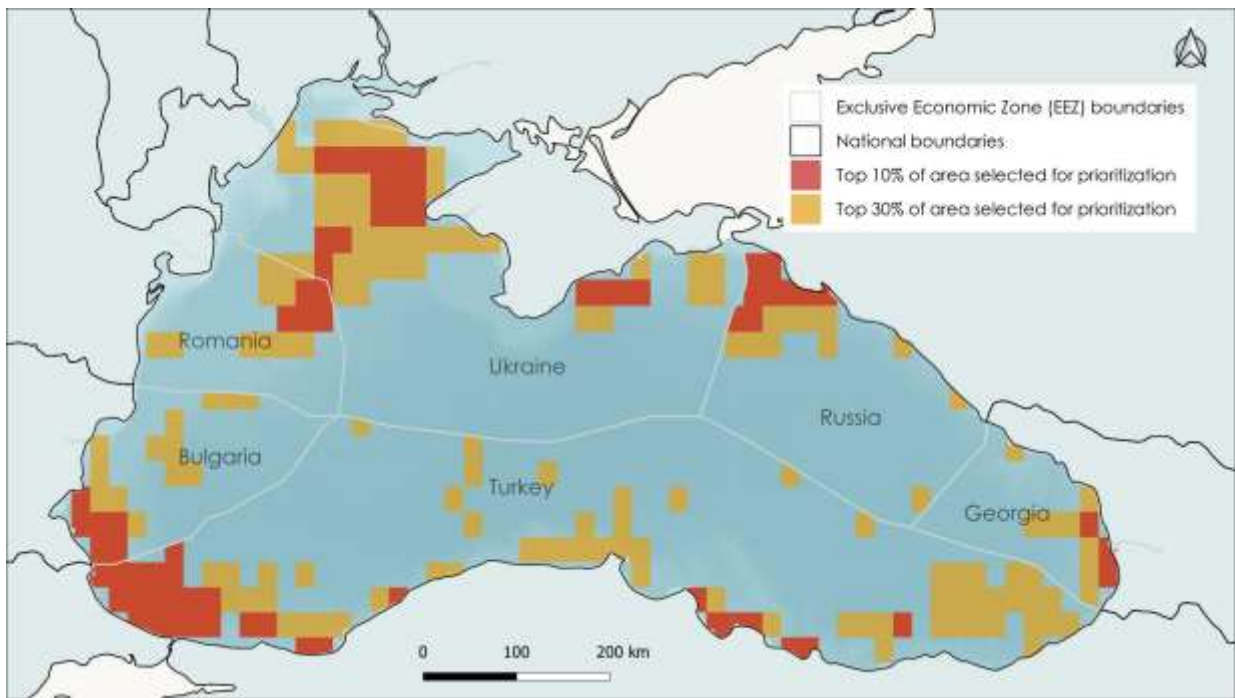 Exclusive Economic Zone (EEZ) boundaries
National boundaries
Top 10% of area selected for prioritization
Top 30% of area selected for prioritization
Romania
Ukraine
Russia
Bulgaria
Turkey
Georgia
0 100 200 km